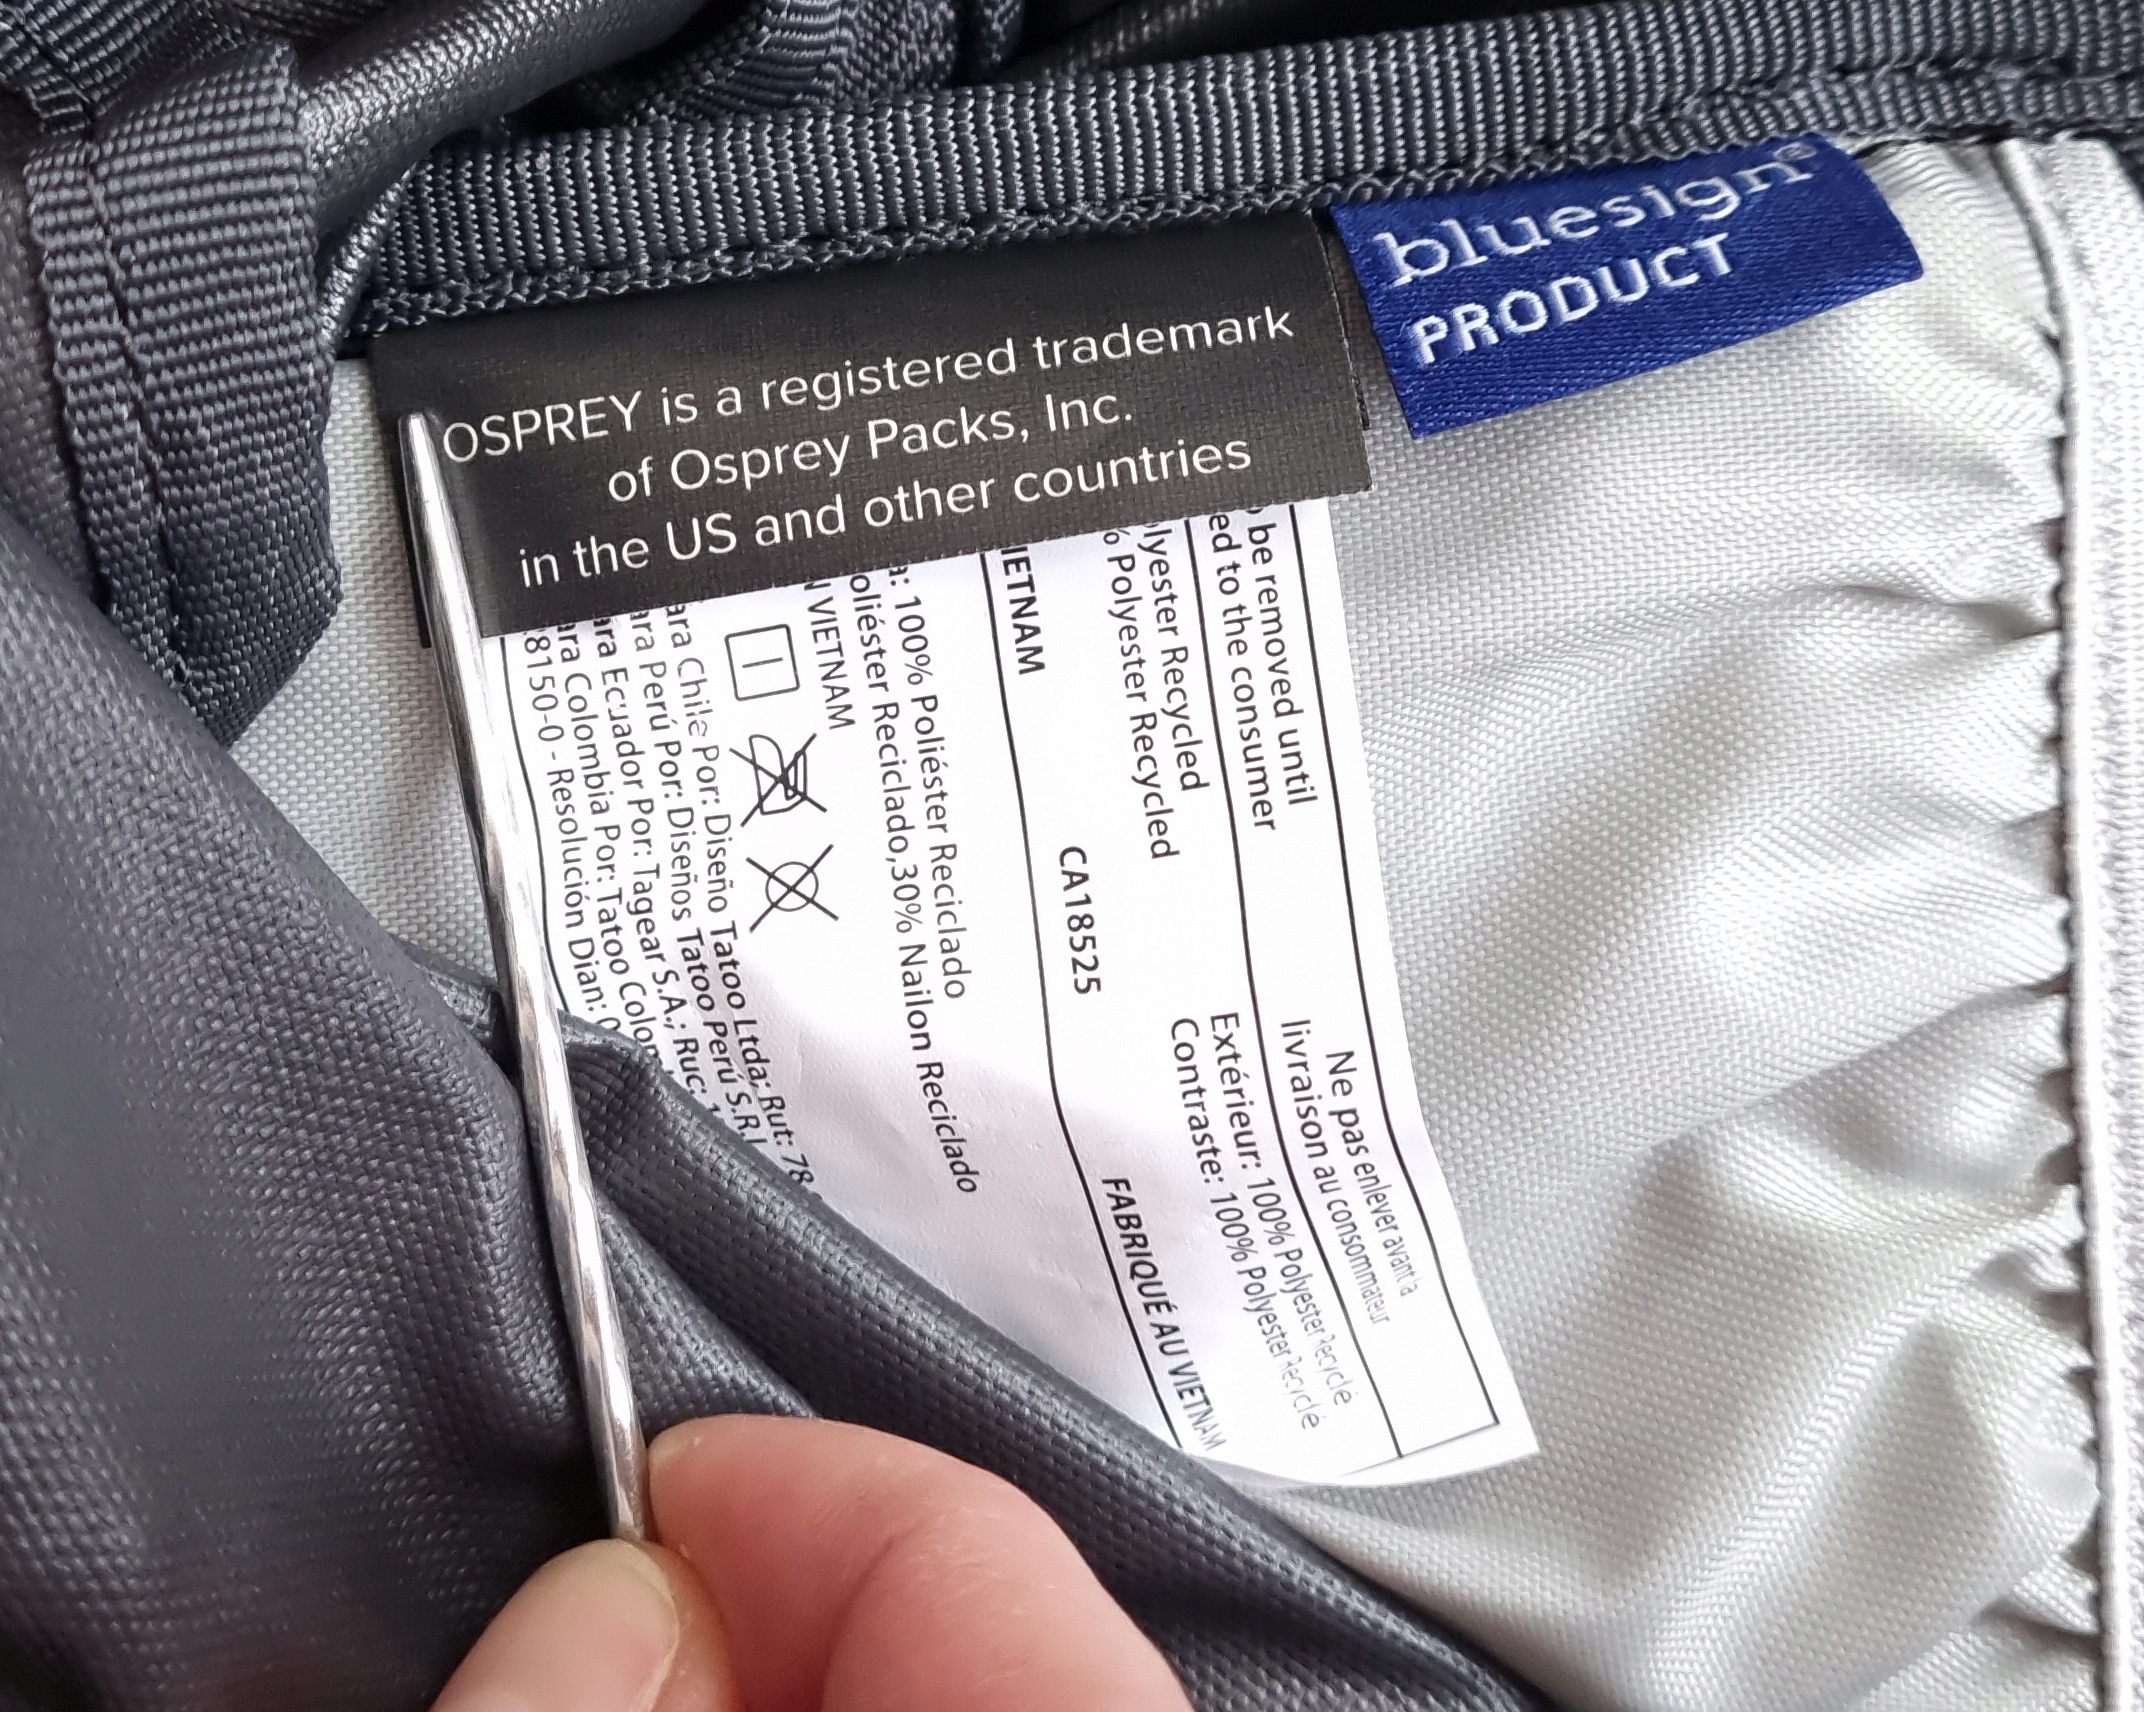 bluesign®
PRODUCT
OSPREY is a registered trademark
of Osprey Packs, Inc.
in the US and other countries
be removed until
ed to the consumer
lyester Recycled
% Polyester Recycled
IETNAM
CA18525
Ne pas enlever avant la
livraison au consommateur
Extérieur: 100% Polyester Recyclé
Contraste: 100% Polyester Recyclé
FABRIQUÉ AU VIETNAM
a: 100% Poliéster Reciclado
oliéster Reciclado,30% Nailon Reciclado
N VIETNAM
ara Chile Por: Diseño Tatoo Ltda; Rut: 78
ara Perú Por: Diseños Tatoo Perú S.R.L
ara Ecuador Por: Tagear S.A.; Ruc: 1
ara Colombia Por: Tatoo Colom
8150-0 - Resolución Dian: 0